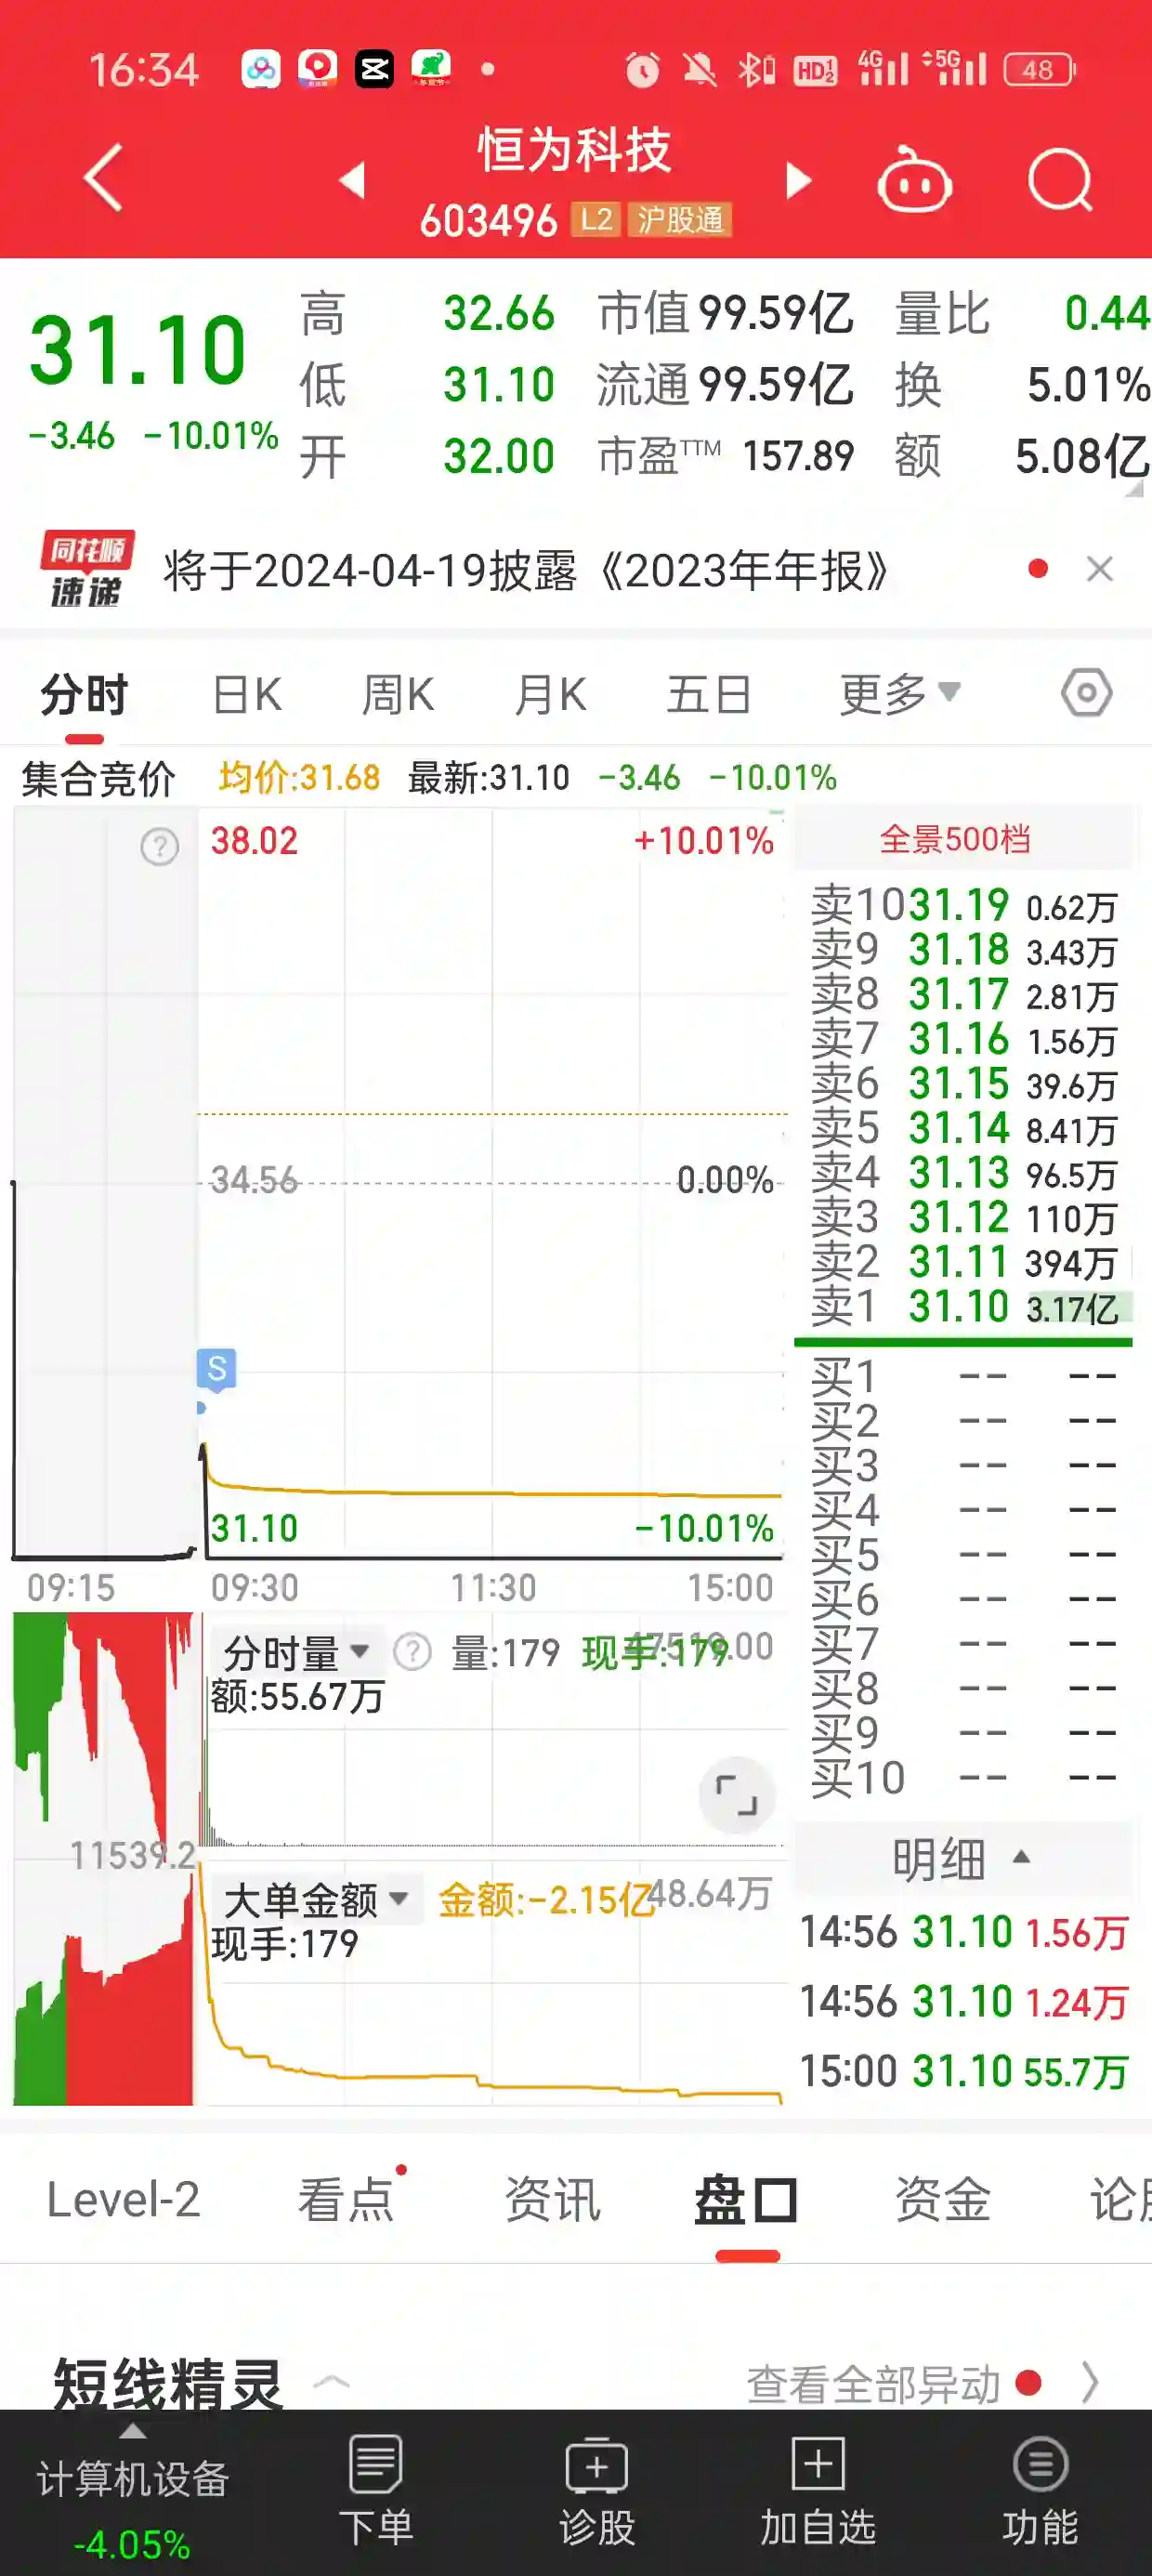 16:34 HD 1 2 4G 5G 48
恒为科技
603496 L2 沪股通
31.10
-3.46 -10.01%
高 32.66 市值 99.59亿 量比 0.44
低 31.10 流通 99.59亿 换 5.01%
开 32.00 市盈TTM 157.89 额 5.08亿
同花顺
速递
将于2024-04-19披露《2023年年报》
分时 日K 周K 月K 五日 更多
集合竞价 均价:31.68 最新:31.10 -3.46 -10.01%
38.02 +10.01%
34.56 0.00%
S
31.10 -10.01%
09:15 09:30 11:30 15:00
全景500档
卖10 31.19 0.62万
卖9 31.18 3.43万
卖8 31.17 2.81万
卖7 31.16 1.56万
卖6 31.15 39.6万
卖5 31.14 8.41万
卖4 31.13 96.5万
卖3 31.12 110万
卖2 31.11 394万
卖1 31.10 3.17亿
买1 -- --
买2 -- --
买3 -- --
买4 -- --
买5 -- --
买6 -- --
买7 -- --
买8 -- --
买9 -- --
买10 -- --
分时量 ? 量:179 现手:179 47519.00
额:55.67万
11539.2
大单金额 金额:-2.15亿 48.64万
现手:179
明细
14:56 31.10 1.56万
14:56 31.10 1.24万
15:00 31.10 55.7万
Level-2 看点 资讯 盘口 资金 论股
短线精灵 查看全部异动
计算机设备
-4.05%
下单 诊股 加自选 功能